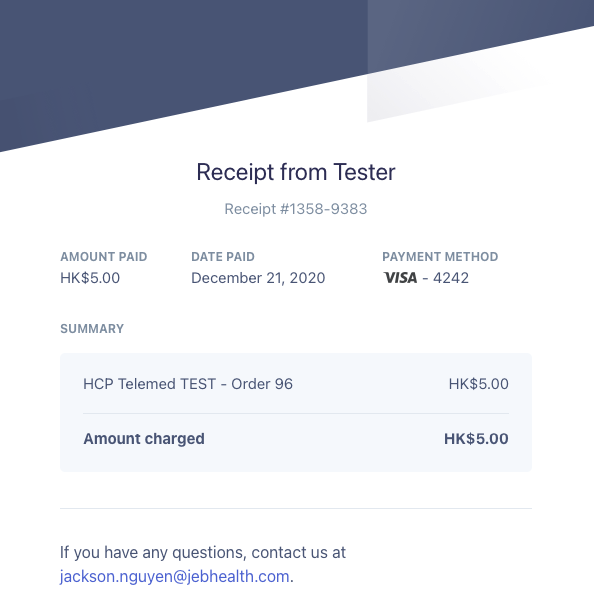 Receipt from Tester
Receipt #1358-9383
AMOUNT PAID DATE PAID PAYMENT METHOD
HK$5.00 December 21, 2020 VISA - 4242
SUMMARY
HCP Telemed TEST - Order 96 HK$5.00
Amount charged HK$5.00
If you have any questions, contact us at
jackson.nguyen@jebhealth.com.